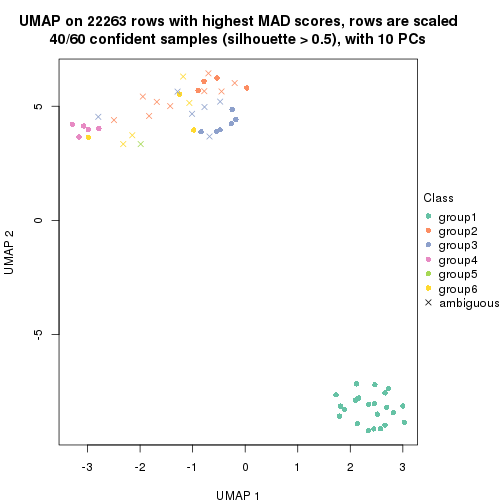 UMAP on 22263 rows with highest MAD scores, rows are scaled
40/60 confident samples (silhouette > 0.5), with 10 PCs
5
0
-5
UMAP 2
-3
-2
-1
0
1
2
3
UMAP 1
Class
group1
group2
group3
group4
group5
group6
ambiguous